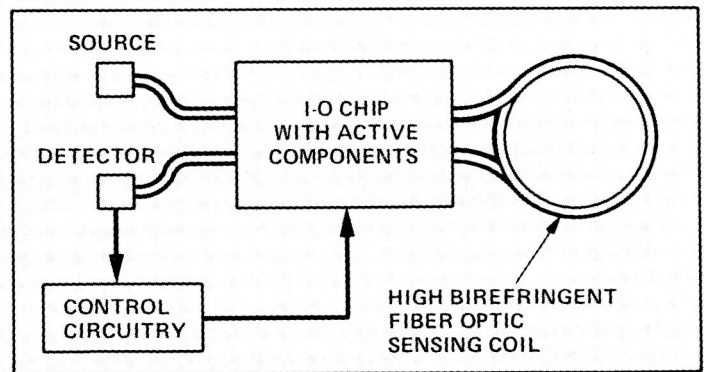 SOURCE
I-O CHIP
WITH ACTIVE
COMPONENTS
DETECTOR
CONTROL
CIRCUITRY
HIGH BIREFRINGENT
FIBER OPTIC
SENSING COIL